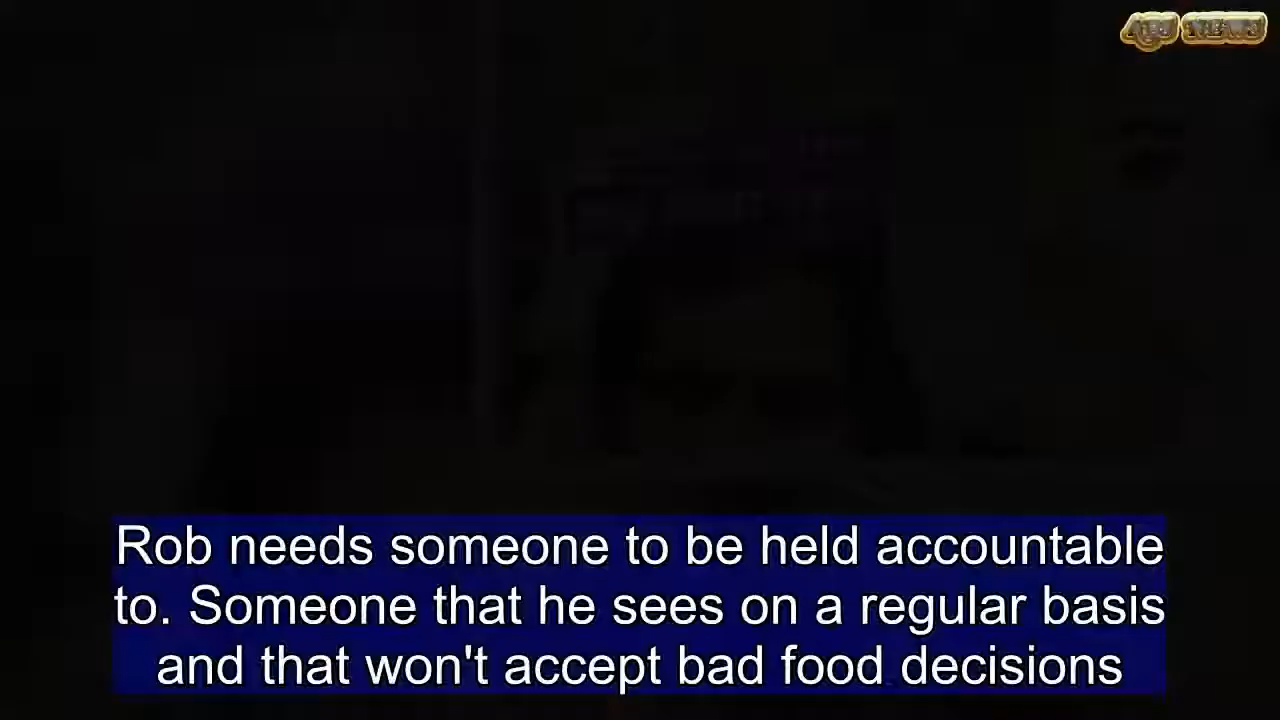 Rob needs someone to be held accountable
to. Someone that he sees on a regular basis
and that won't accept bad food decisions